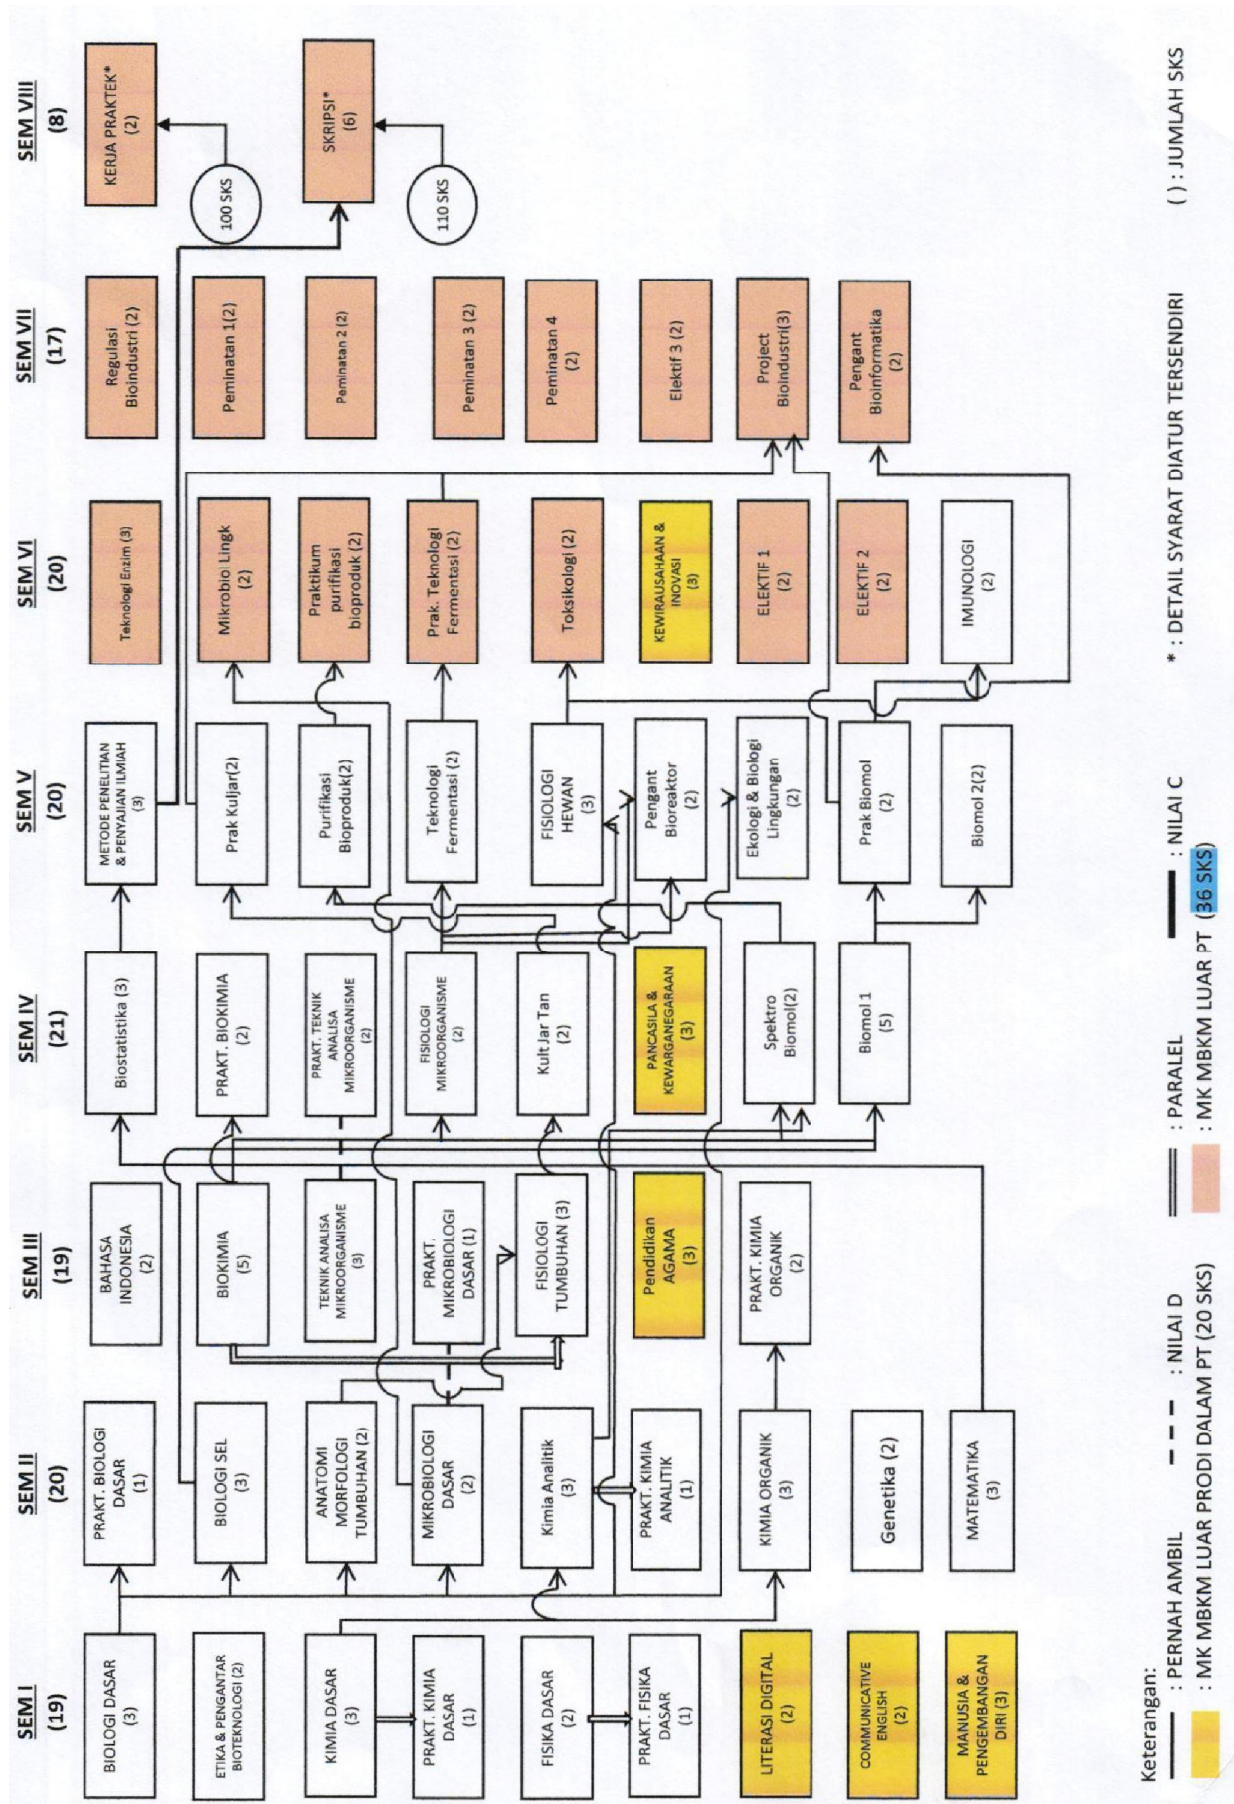 SEM I
(19)
BIOLOGI DASAR
(3)
ETIKA & PENGANTAR
BIOTEKNOLOGI (2)
KIMIA DASAR
(3)
PRAKT. KIMIA
DASAR
(1)
FISIKA DASAR
(2)
PRAKT. FISIKA
DASAR
(1)
LITERASI DIGITAL
(2)
COMMUNICATIVE
ENGLISH
(2)
MANUSIA &
PENGEMBANGAN
DIRI (3)
SEM II
(20)
PRAKT. BIOLOGI
DASAR
(1)
BIOLOGI SEL
(3)
ANATOMI
MORFOLOGI
TUMBUHAN (2)
MIKROBIOLOGI
DASAR
(2)
Kimia Analitik
(3)
PRAKT. KIMIA
ANALITIK
(1)
KIMIA ORGANIK
(3)
Genetika (2)
MATEMATIKA
(3)
SEM III
(19)
BAHASA
INDONESIA
(2)
BIOKIMIA
(5)
TEKNIK ANALISA
MIKROORGANISME
(3)
PRAKT.
MIKROBIOLOGI
DASAR (1)
FISIOLOGI
TUMBUHAN (3)
Pendidikan
AGAMA
(3)
PRAKT. KIMIA
ORGANIK
(2)
SEM IV
(21)
Biostatistika (3)
PRAKT. BIOKIMIA
(2)
PRAKT. TEKNIK
ANALISA
MIKROORGANISME
(2)
FISIOLOGI
MIKROORGANISME
(2)
Kult Jar Tan
(2)
PANCASILA &
KEWARGANEGARAAN
(3)
Spektro
Biomol(2)
Biomol 1
(5)
SEM V
(20)
METODE PENELITIAN
& PENYAJIAN ILMIAH
(3)
Prak Kuljar(2)
Purifikasi
Bioproduk(2)
Teknologi
Fermentasi (2)
FISIOLOGI
HEWAN
(3)
Pengant
Bioreaktor
(2)
Ekologi & Biologi
Lingkungan
(2)
Prak Biomol
(2)
Biomol 2(2)
SEM VI
(20)
Teknologi Enzim (3)
Mikrobiol Lingk
(2)
Praktikum
purifikasi
bioproduk (2)
Prak. Teknologi
Fermentasi (2)
Toksikologi (2)
KEWIRAUSAHAAN &
INOVASI
(3)
ELEKTIF 1
(2)
ELEKTIF 2
(2)
IMUNOLOGI
(2)
SEM VII
(17)
Regulasi
Bioindustri (2)
Peminatan 1(2)
Peminatan 2 (2)
Peminatan 3 (2)
Peminatan 4
(2)
Elektif 3 (2)
Project
Bioindustri(3)
Pengant
Bioinformatika
(2)
SEM VIII
(8)
KERJA PRAKTEK*
(2)
100 SKS
SKRIPSI*
(6)
110 SKS
Keterangan:
: PERNAH AMBIL
: NILAI D
: PARALEL
: NILAI C
* : DETAIL SYARAT DIATUR TERSENDIRI
( ) : JUMLAH SKS
: MK MBKM LUAR PRODI DALAM PT (20 SKS)
: MK MBKM LUAR PT (36 SKS)